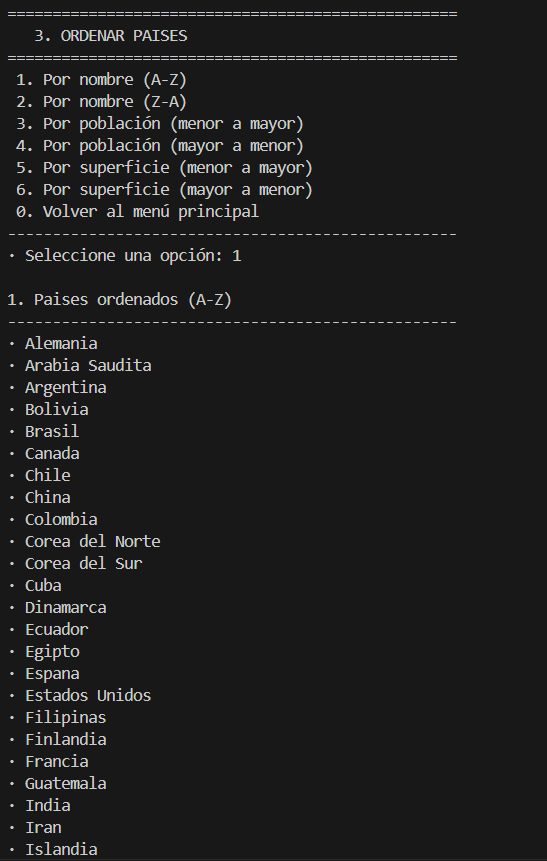 ==================================================
   3. ORDENAR PAISES
==================================================
 1. Por nombre (A-Z)
 2. Por nombre (Z-A)
 3. Por población (menor a mayor)
 4. Por población (mayor a menor)
 5. Por superficie (menor a mayor)
 6. Por superficie (mayor a menor)
 0. Volver al menú principal
--------------------------------------------------
· Seleccione una opción: 1

1. Paises ordenados (A-Z)
--------------------------------------------------
· Alemania
· Arabia Saudita
· Argentina
· Bolivia
· Brasil
· Canada
· Chile
· China
· Colombia
· Corea del Norte
· Corea del Sur
· Cuba
· Dinamarca
· Ecuador
· Egipto
· Espana
· Estados Unidos
· Filipinas
· Finlandia
· Francia
· Guatemala
· India
· Iran
· Islandia